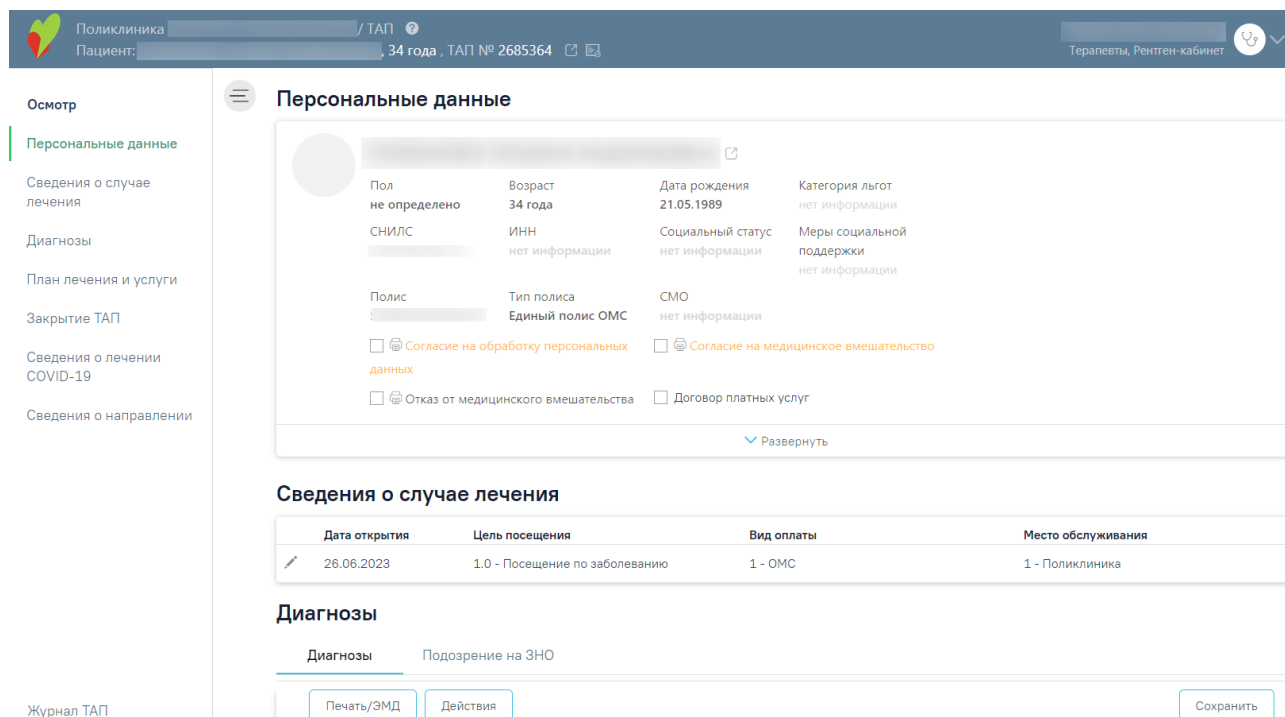 Поликлиника / ТАП
Пациент: , 34 года , ТАП № 2685364
Терапевты, Рентген-кабинет
Осмотр
Персональные данные
Сведения о случае
лечения
Диагнозы
План лечения и услуги
Закрытие ТАП
Сведения о лечении
COVID-19
Сведения о направлении
Журнал ТАП
Персональные данные
Пол Возраст Дата рождения Категория льгот
не определено 34 года 21.05.1989 нет информации
СНИЛС ИНН Социальный статус Меры социальной
нет информации нет информации поддержки
нет информации
Полис Тип полиса СМО
Единый полис ОМС нет информации
Согласие на обработку персональных Согласие на медицинское вмешательство
данных
Отказ от медицинского вмешательства Договор платных услуг
Развернуть
Сведения о случае лечения
Дата открытия Цель посещения Вид оплаты Место обслуживания
26.06.2023 1.0 - Посещение по заболеванию 1 - ОМС 1 - Поликлиника
Диагнозы
Диагнозы Подозрение на ЗНО
Печать/ЭМД Действия Сохранить